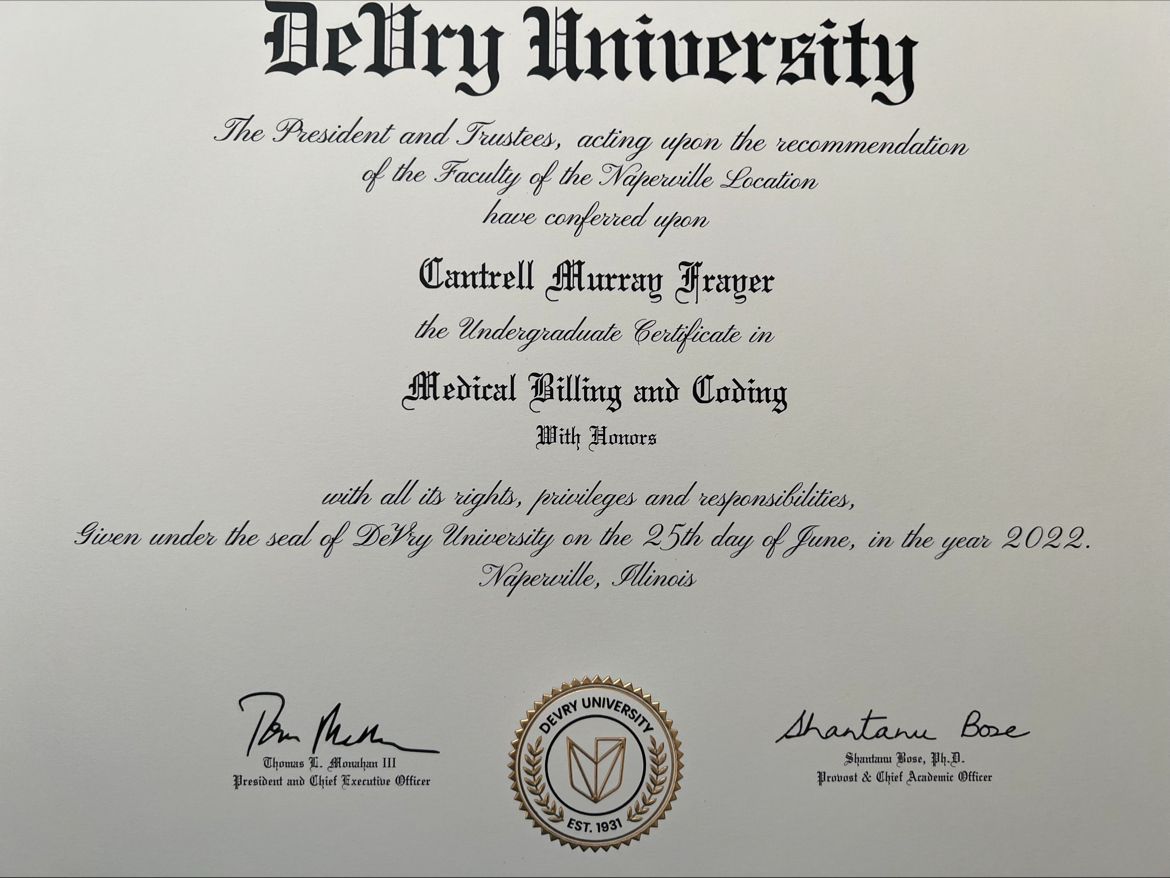 DeVry University
The President and Trustees, acting upon the recommendation
of the Faculty of the Naperville Location
have conferred upon
Cantrell Murray Frayer
the Undergraduate Certificate in
Medical Billing and Coding
With Honors
with all its rights, privileges and responsibilities,
Given under the seal of DeVry University on the 25th day of June, in the year 2022.
Naperville, Illinois
Thomas L. Monahan III
President and Chief Executive Officer
DEVRY UNIVERSITY
EST. 1931
Shantanu Bose
Shantanu Bose, Ph.D.
Provost & Chief Academic Officer